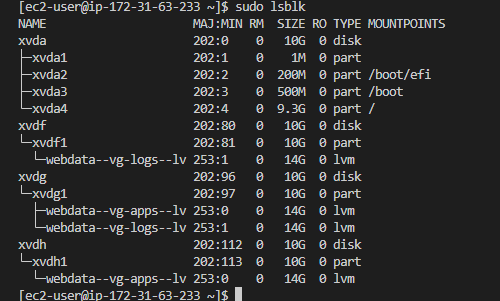 [ec2-user@ip-172-31-63-233 ~]$ sudo lsblk
NAME                        MAJ:MIN RM  SIZE RO TYPE MOUNTPOINTS
xvda                        202:0    0   10G  0 disk
├─xvda1                     202:1    0    1M  0 part
├─xvda2                     202:2    0  200M  0 part /boot/efi
├─xvda3                     202:3    0  500M  0 part /boot
└─xvda4                     202:4    0  9.3G  0 part /
xvdf                        202:80   0   10G  0 disk
└─xvdf1                     202:81   0   10G  0 part
  └─webdata--vg-logs--lv 253:1    0   14G  0 lvm
xvdg                        202:96   0   10G  0 disk
└─xvdg1                     202:97   0   10G  0 part
  ├─webdata--vg-apps--lv 253:0    0   14G  0 lvm
  └─webdata--vg-logs--lv 253:1    0   14G  0 lvm
xvdh                        202:112  0   10G  0 disk
└─xvdh1                     202:113  0   10G  0 part
  └─webdata--vg-apps--lv 253:0    0   14G  0 lvm
[ec2-user@ip-172-31-63-233 ~]$